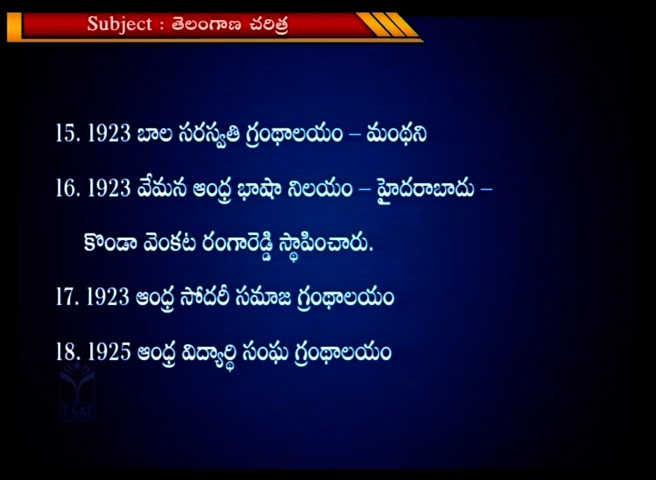 Subject : తెలంగాణ చరిత్ర
15. 1923 బాల సరస్వతి గ్రంథాలయం – మంథని
16. 1923 వేమన ఆంధ్ర భాషా నిలయం – హైదరాబాదు –
కొండా వెంకట రంగారెడ్డి స్థాపించారు.
17. 1923 ఆంధ్ర సోదరీ సమాజ గ్రంథాలయం
18. 1925 ఆంధ్ర విద్యార్థి సంఘ గ్రంథాలయం
T-SAT